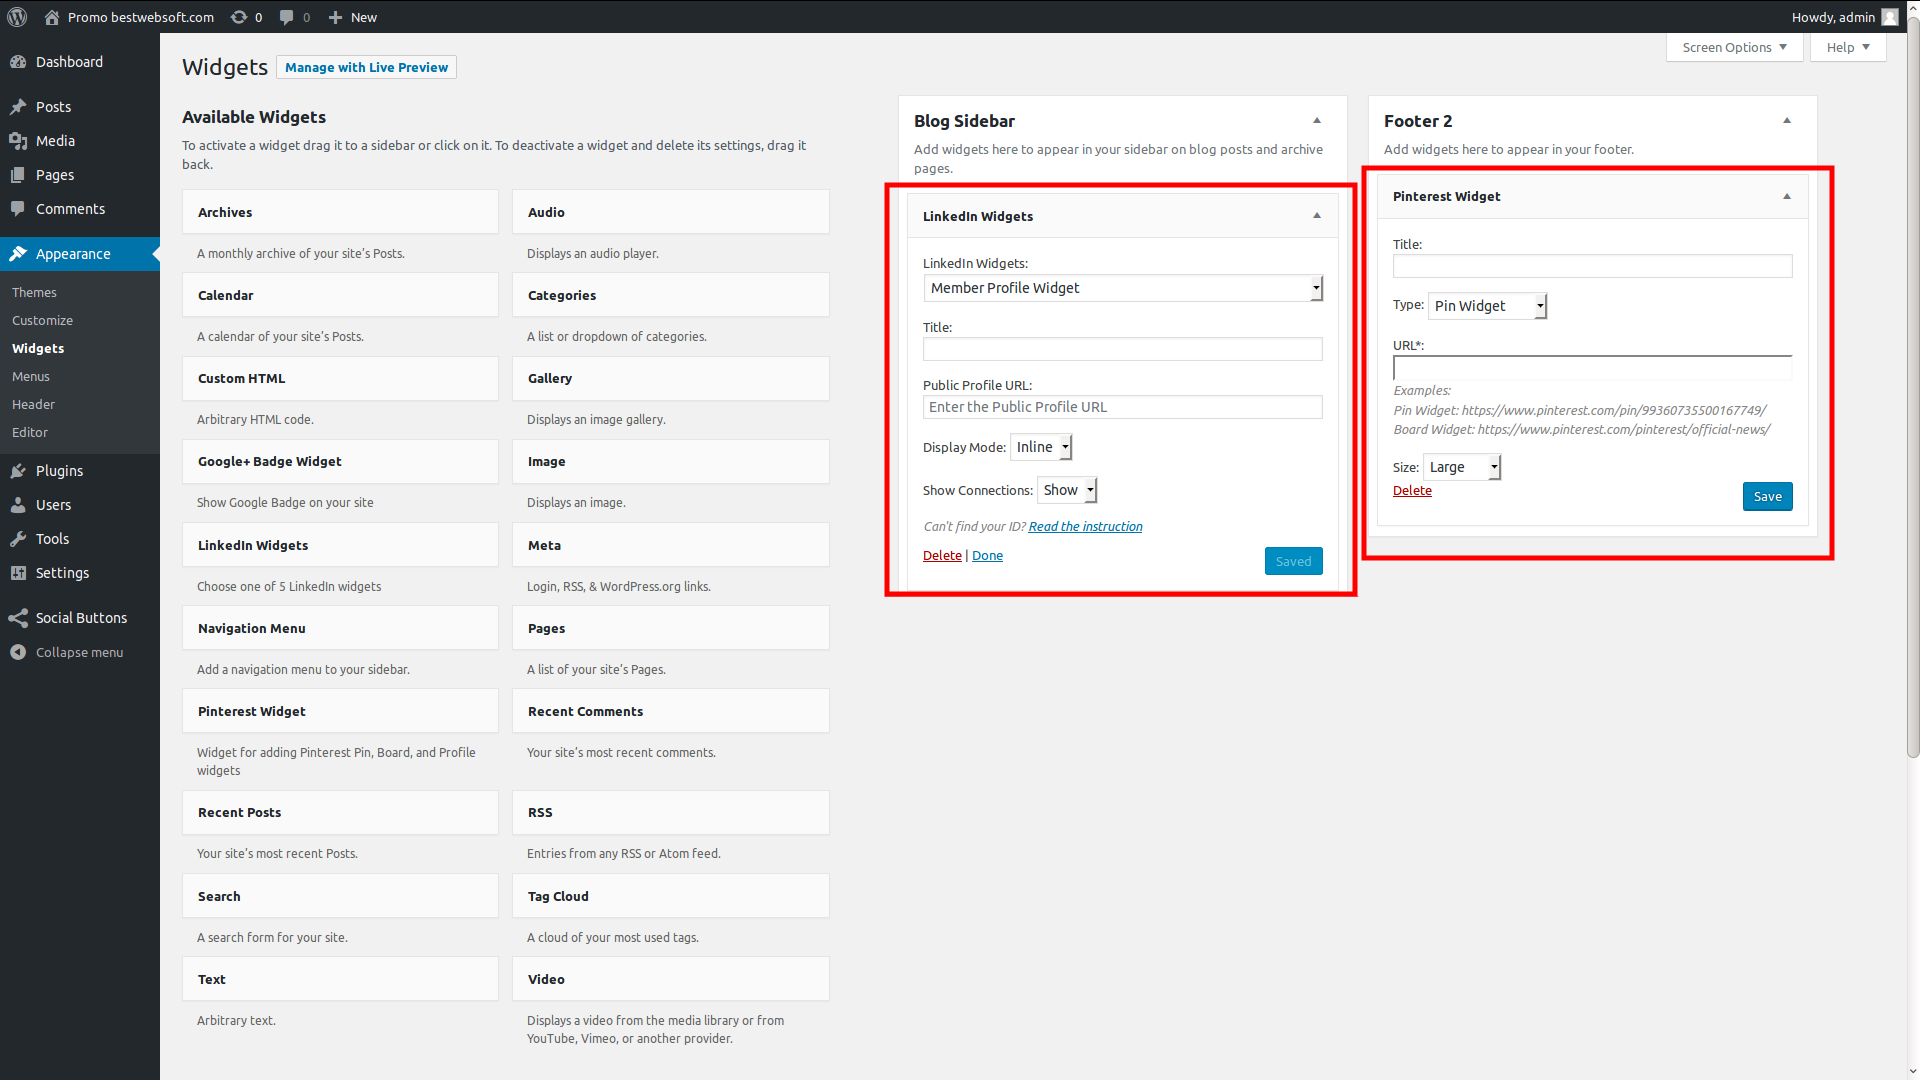 Promo bestwebsoft.com 0 0 New Howdy, admin
Dashboard
Posts
Media
Pages
Comments
Appearance
Themes
Customize
Widgets
Menus
Header
Editor
Plugins
Users
Tools
Settings
Social Buttons
Collapse menu
Screen Options Help
Widgets Manage with Live Preview
Available Widgets
To activate a widget drag it to a sidebar or click on it. To deactivate a widget and delete its settings, drag it
back.
Archives
A monthly archive of your site's Posts.
Audio
Displays an audio player.
Calendar
A calendar of your site's Posts.
Categories
A list or dropdown of categories.
Custom HTML
Arbitrary HTML code.
Gallery
Displays an image gallery.
Google+ Badge Widget
Show Google Badge on your site
Image
Displays an image.
LinkedIn Widgets
Choose one of 5 LinkedIn widgets
Meta
Login, RSS, & WordPress.org links.
Navigation Menu
Add a navigation menu to your sidebar.
Pages
A list of your site's Pages.
Pinterest Widget
Widget for adding Pinterest Pin, Board, and Profile
widgets
Recent Comments
Your site's most recent comments.
Recent Posts
Your site's most recent Posts.
RSS
Entries from any RSS or Atom feed.
Search
A search form for your site.
Tag Cloud
A cloud of your most used tags.
Text
Arbitrary text.
Video
Displays a video from the media library or from
YouTube, Vimeo, or another provider.
Blog Sidebar
Add widgets here to appear in your sidebar on blog posts and archive
pages.
LinkedIn Widgets
LinkedIn Widgets:
Member Profile Widget
Title:
Public Profile URL:
Enter the Public Profile URL
Display Mode: Inline
Show Connections: Show
Can't find your ID? Read the instruction
Delete | Done Saved
Footer 2
Add widgets here to appear in your footer.
Pinterest Widget
Title:
Type: Pin Widget
URL*:
Examples:
Pin Widget: https://www.pinterest.com/pin/99360735500167749/
Board Widget: https://www.pinterest.com/pinterest/official-news/
Size: Large
Delete Save